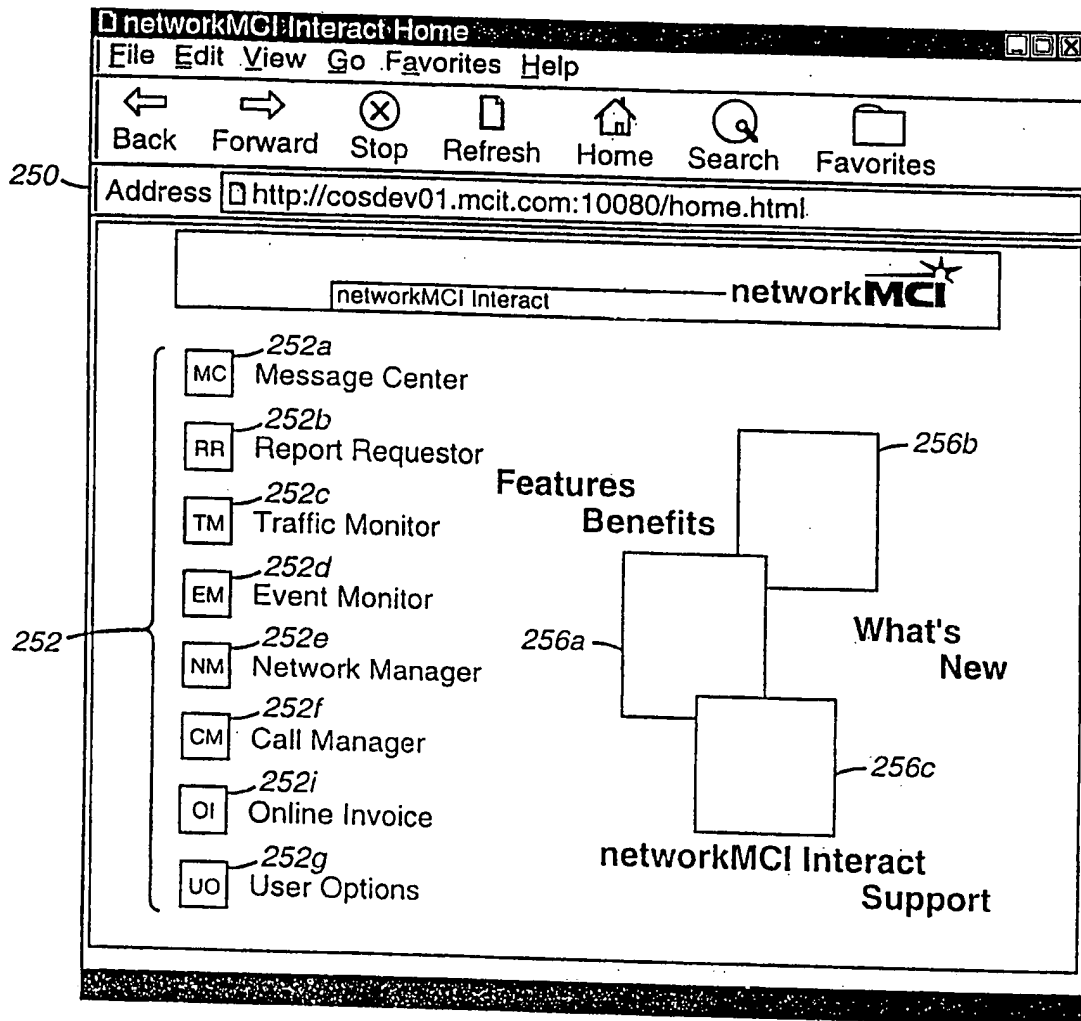 networkMCI Interact Home
File Edit View Go Favorites Help
Back Forward Stop Refresh Home Search Favorites
250
Address http://cosdev01.mcit.com:10080/home.html
networkMCI Interact
networkMCI
252a
MC Message Center
252b
RR Report Requestor
256b
252c
TM Traffic Monitor
Features
Benefits
252d
EM Event Monitor
252
252e
NM Network Manager
256a
What's
New
252f
CM Call Manager
256c
252i
OI Online Invoice
252g
UO User Options
networkMCI Interact
Support